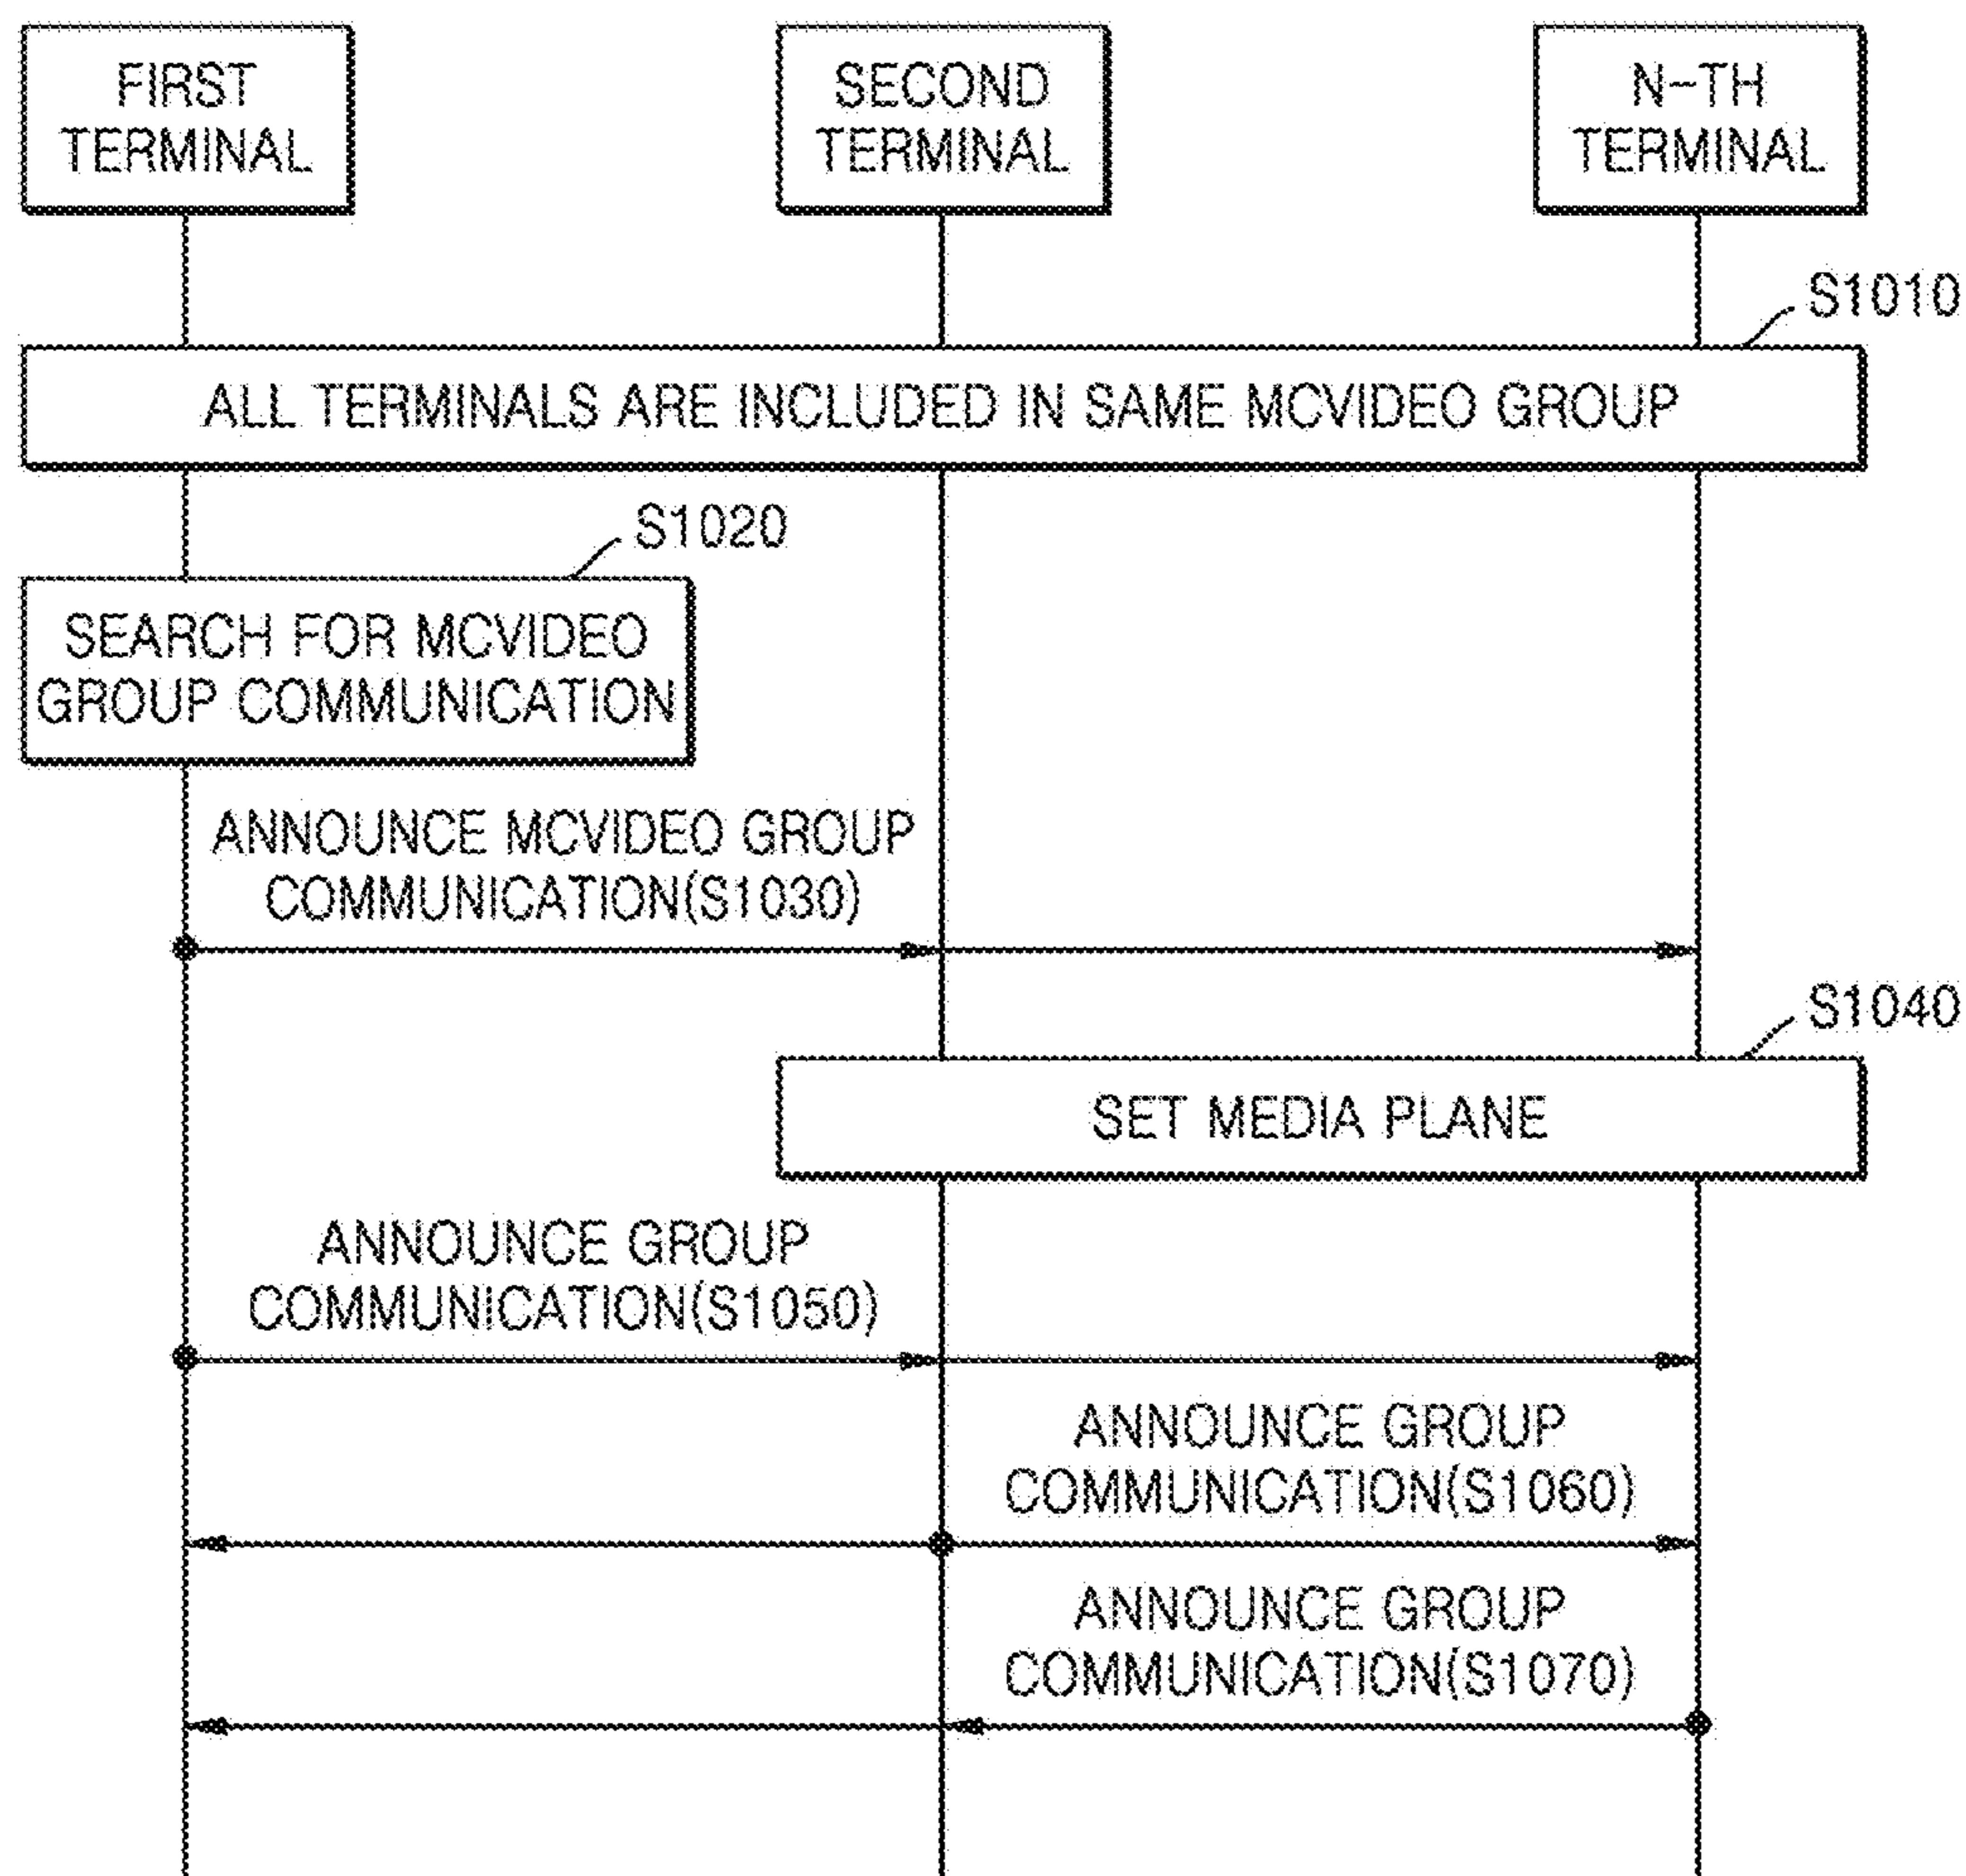 FIRST
TERMINAL
SECOND
TERMINAL
N-TH
TERMINAL
S1010
ALL TERMINALS ARE INCLUDED IN SAME MCVIDEO GROUP
S1020
SEARCH FOR MCVIDEO
GROUP COMMUNICATION
ANNOUNCE MCVIDEO GROUP
COMMUNICATION(S1030)
S1040
SET MEDIA PLANE
ANNOUNCE GROUP
COMMUNICATION(S1050)
ANNOUNCE GROUP
COMMUNICATION(S1060)
ANNOUNCE GROUP
COMMUNICATION(S1070)